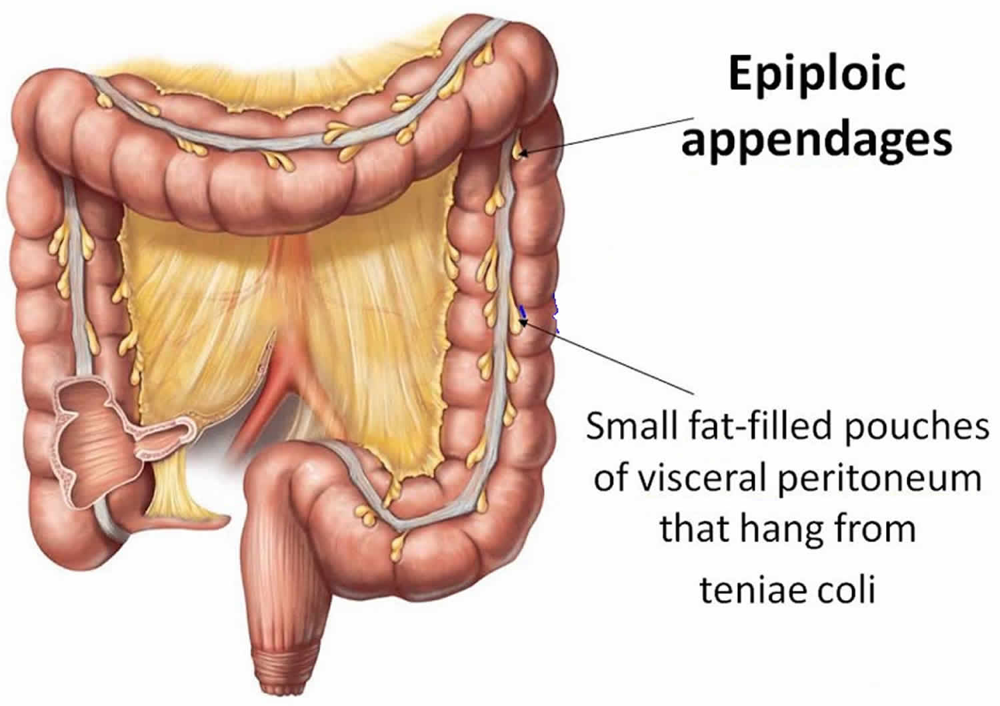 Epiploic
appendages
Small fat-filled pouches
of visceral peritoneum
that hang from
teniae coli